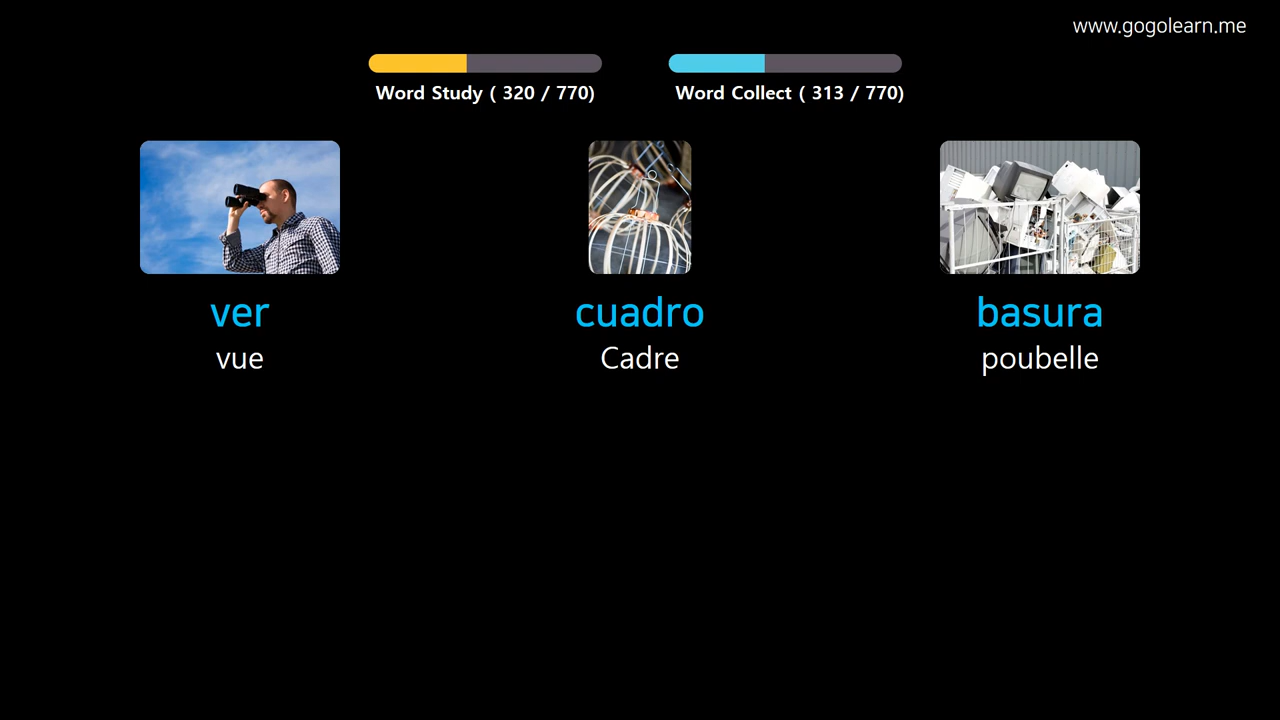 www.gogolearn.me
Word Study ( 320 / 770)
Word Collect ( 313 / 770)
ver
vue
cuadro
Cadre
basura
poubelle